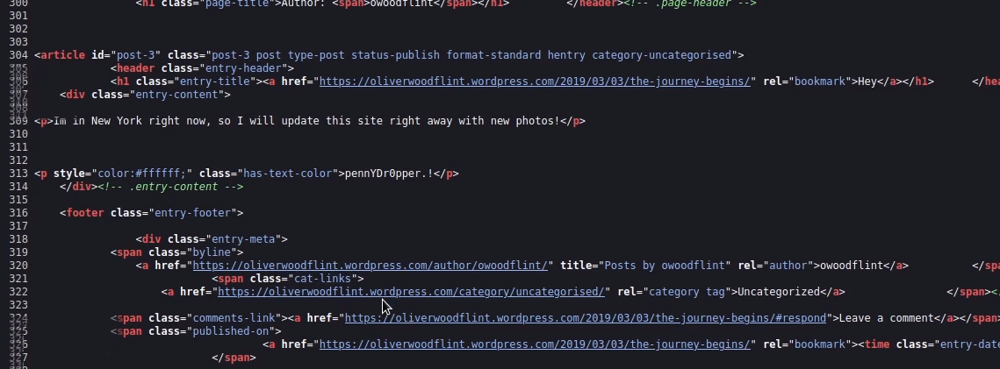 300 <h1 class="page-title">Author: <span>owoodflint</span></h1> </header><!-- .page-header -->
301
302
303
304 <article id="post-3" class="post-3 post type-post status-publish format-standard hentry category-uncategorised">
305 <header class="entry-header">
306 <h1 class="entry-title"><a href="https://oliverwoodflint.wordpress.com/2019/03/03/the-journey-begins/" rel="bookmark">Hey</a></h1> </hea
307 <div class="entry-content">
309 <p>Im in New York right now, so I will update this site right away with new photos!</p>
310
311
312
313 <p style="color:#ffffff;" class="has-text-color">pennYDr0pper.!</p>
314 </div><!-- .entry-content -->
315
316 <footer class="entry-footer">
317
318 <div class="entry-meta">
319 <span class="byline">
320 <a href="https://oliverwoodflint.wordpress.com/author/owoodflint/" title="Posts by owoodflint" rel="author">owoodflint</a> </spa
321 <span class="cat-links">
322 <a href="https://oliverwoodflint.wordpress.com/category/uncategorised/" rel="category tag">Uncategorized</a> </span><
323
324 <span class="comments-link"><a href="https://oliverwoodflint.wordpress.com/2019/03/03/the-journey-begins/#respond">Leave a comment</a></span>
325 <span class="published-on">
326 <a href="https://oliverwoodflint.wordpress.com/2019/03/03/the-journey-begins/" rel="bookmark"><time class="entry-date
327 </span>